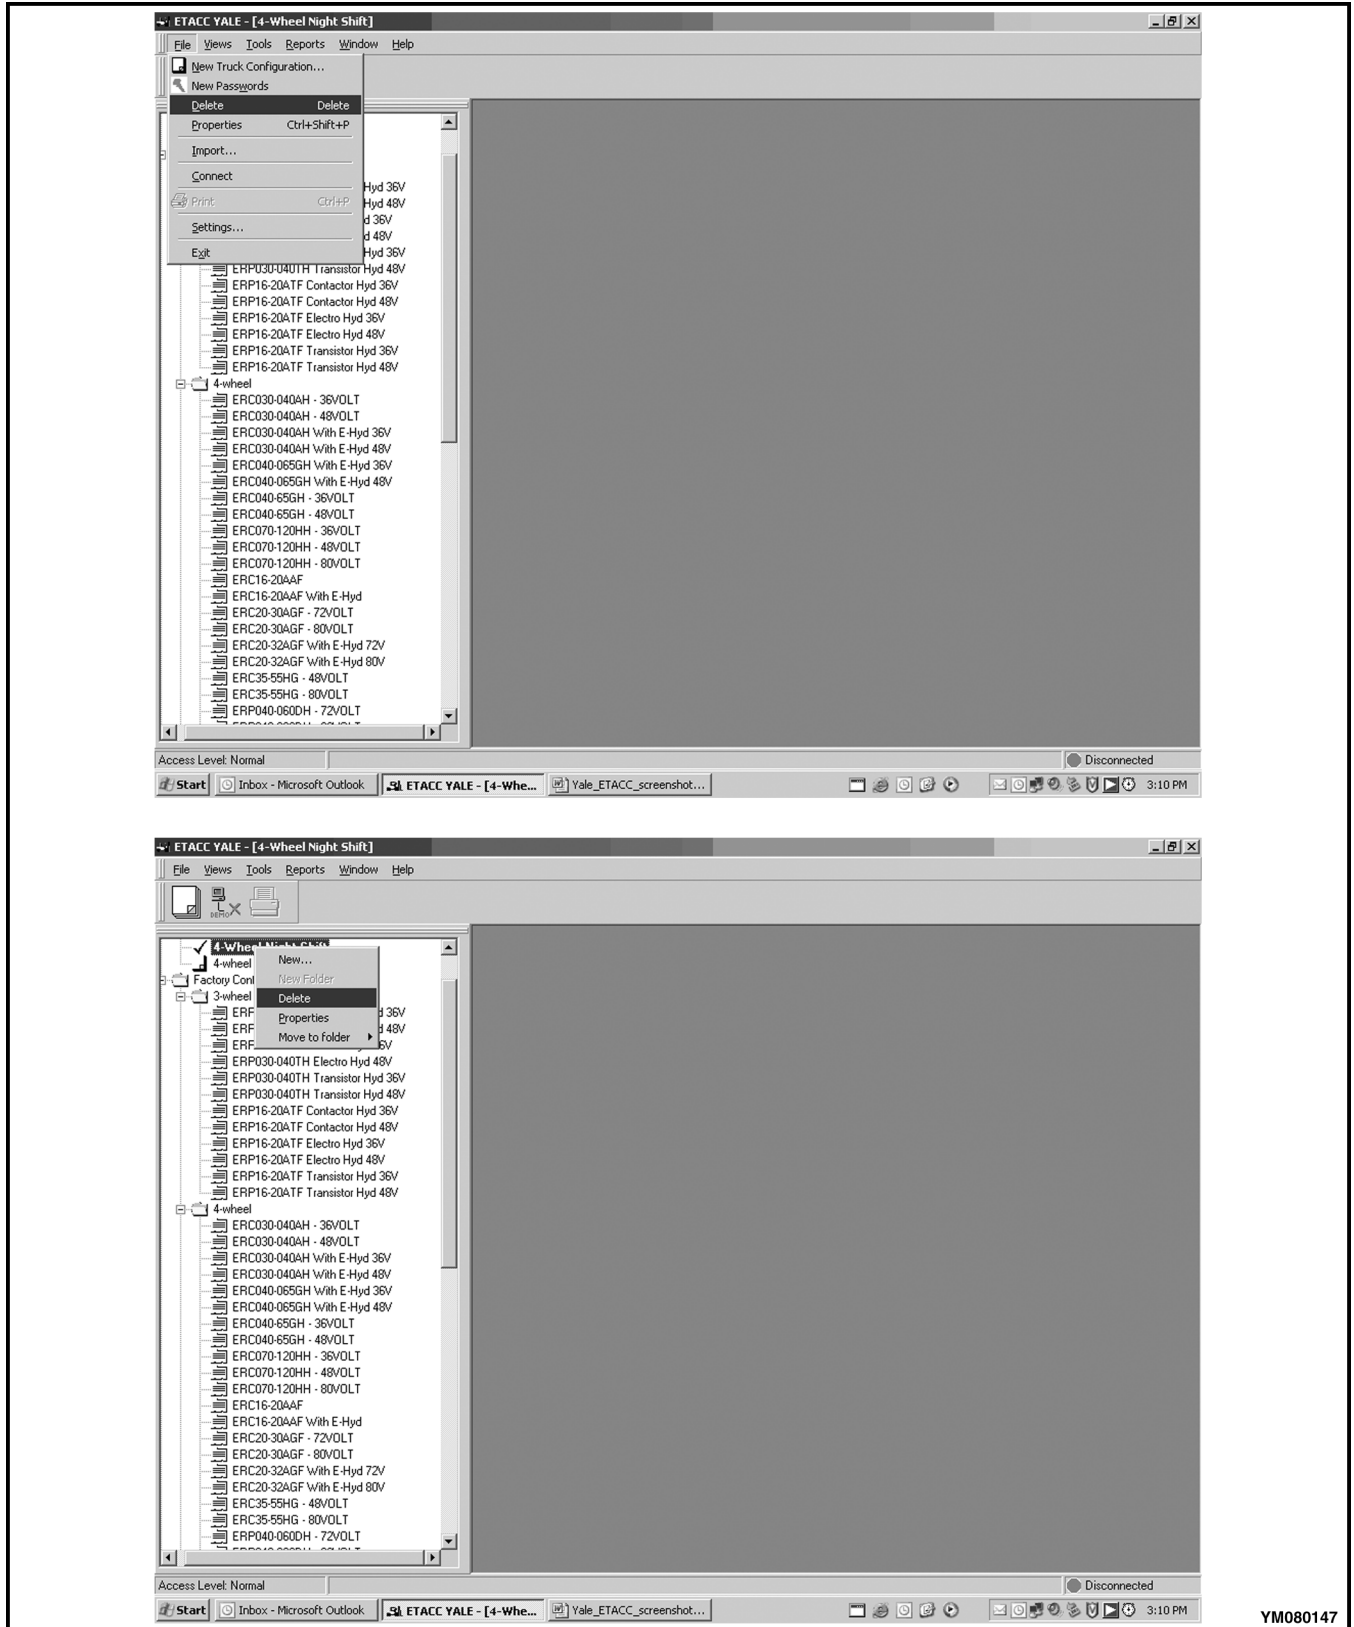 ETACC YALE - [4-Wheel Night Shift]
File Views Tools Reports Window Help
New Truck Configuration...
New Passwords
Delete Delete
Properties Ctrl+Shift+P
Import...
Connect
Print Ctrl+P
Settings...
Exit
Hyd 36V
Hyd 48V
d 36V
d 48V
Hyd 36V
ERP030-040TH Transistor Hyd 48V
ERP16-20ATF Contactor Hyd 36V
ERP16-20ATF Contactor Hyd 48V
ERP16-20ATF Electro Hyd 36V
ERP16-20ATF Electro Hyd 48V
ERP16-20ATF Transistor Hyd 36V
ERP16-20ATF Transistor Hyd 48V
4-wheel
ERC030-040AH - 36VOLT
ERC030-040AH - 48VOLT
ERC030-040AH With E-Hyd 36V
ERC030-040AH With E-Hyd 48V
ERC040-065GH With E-Hyd 36V
ERC040-065GH With E-Hyd 48V
ERC040-65GH - 36VOLT
ERC040-65GH - 48VOLT
ERC070-120HH - 36VOLT
ERC070-120HH - 48VOLT
ERC070-120HH - 80VOLT
ERC16-20AAF
ERC16-20AAF With E-Hyd
ERC20-30AGF - 72VOLT
ERC20-30AGF - 80VOLT
ERC20-32AGF With E-Hyd 72V
ERC20-32AGF With E-Hyd 80V
ERC35-55HG - 48VOLT
ERC35-55HG - 80VOLT
ERP040-060DH - 72VOLT
Access Level: Normal Disconnected
Start Inbox - Microsoft Outlook ETACC YALE - [4-Whe... Yale_ETACC_screenshot... 3:10 PM
ETACC YALE - [4-Wheel Night Shift]
File Views Tools Reports Window Help
DEMO
4-Wheel Night Shift
4-wheel
New...
Factory Conf
New Folder
3-wheel
Delete
ERF d 36V
Properties
ERF d 48V
Move to folder
ERF 6V
ERP030-040TH Electro Hyd 48V
ERP030-040TH Transistor Hyd 36V
ERP030-040TH Transistor Hyd 48V
ERP16-20ATF Contactor Hyd 36V
ERP16-20ATF Contactor Hyd 48V
ERP16-20ATF Electro Hyd 36V
ERP16-20ATF Electro Hyd 48V
ERP16-20ATF Transistor Hyd 36V
ERP16-20ATF Transistor Hyd 48V
4-wheel
ERC030-040AH - 36VOLT
ERC030-040AH - 48VOLT
ERC030-040AH With E-Hyd 36V
ERC030-040AH With E-Hyd 48V
ERC040-065GH With E-Hyd 36V
ERC040-065GH With E-Hyd 48V
ERC040-65GH - 36VOLT
ERC040-65GH - 48VOLT
ERC070-120HH - 36VOLT
ERC070-120HH - 48VOLT
ERC070-120HH - 80VOLT
ERC16-20AAF
ERC16-20AAF With E-Hyd
ERC20-30AGF - 72VOLT
ERC20-30AGF - 80VOLT
ERC20-32AGF With E-Hyd 72V
ERC20-32AGF With E-Hyd 80V
ERC35-55HG - 48VOLT
ERC35-55HG - 80VOLT
ERP040-060DH - 72VOLT
Access Level: Normal Disconnected
Start Inbox - Microsoft Outlook ETACC YALE - [4-Whe... Yale_ETACC_screenshot... 3:10 PM
YM080147